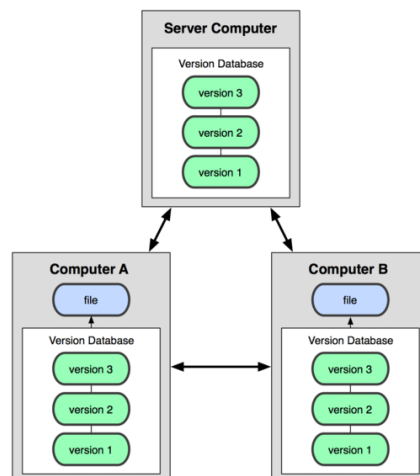 Server Computer
Version Database
version 3
version 2
version 1
Computer A
file
Version Database
version 3
version 2
version 1
Computer B
file
Version Database
version 3
version 2
version 1